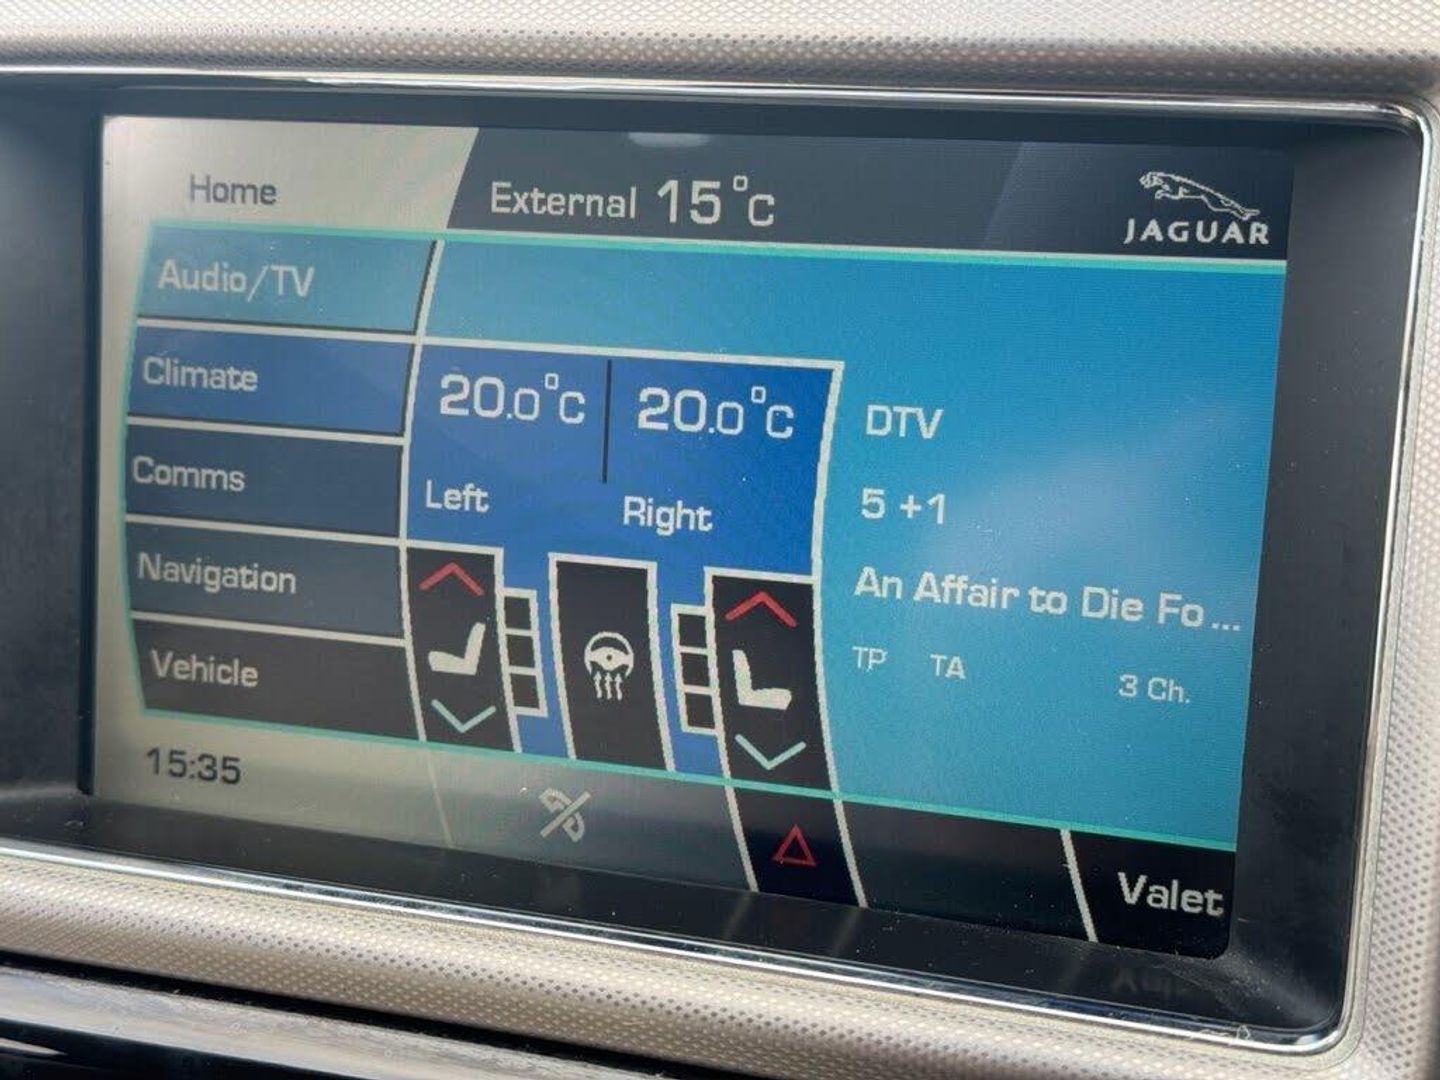 Home
External 15°C
JAGUAR
Audio/TV
Climate
20.0°C
20.0°C
DTV
Comms
Left
Right
5 +1
Navigation
An Affair to Die Fo...
Vehicle
TP TA 3 Ch.
15:35
Valet